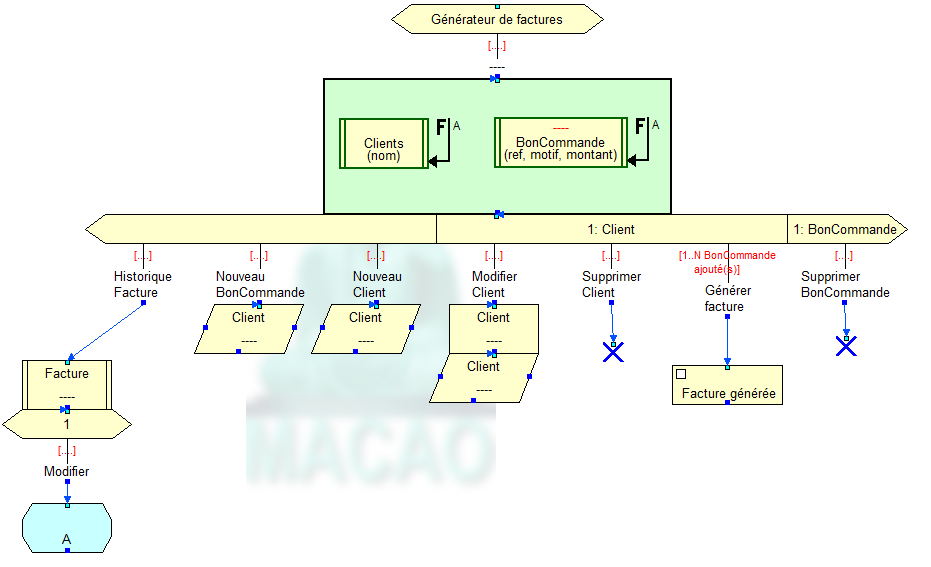 Générateur de factures
[....]
----
F A
F A
Clients
(nom)
----
BonCommande
(ref, motif, montant)
1: Client
1: BonCommande
[....]
Historique
Facture
[....]
Nouveau
BonCommande
[....]
Nouveau
Client
[....]
Modifier
Client
[....]
Supprimer
Client
[1..N BonCommande
ajouté(s)]
Générer
facture
[....]
Supprimer
BonCommande
Client
----
Client
----
Client
----
Client
----
Facture
----
1
[....]
Modifier
A
Facture générée
MACAO